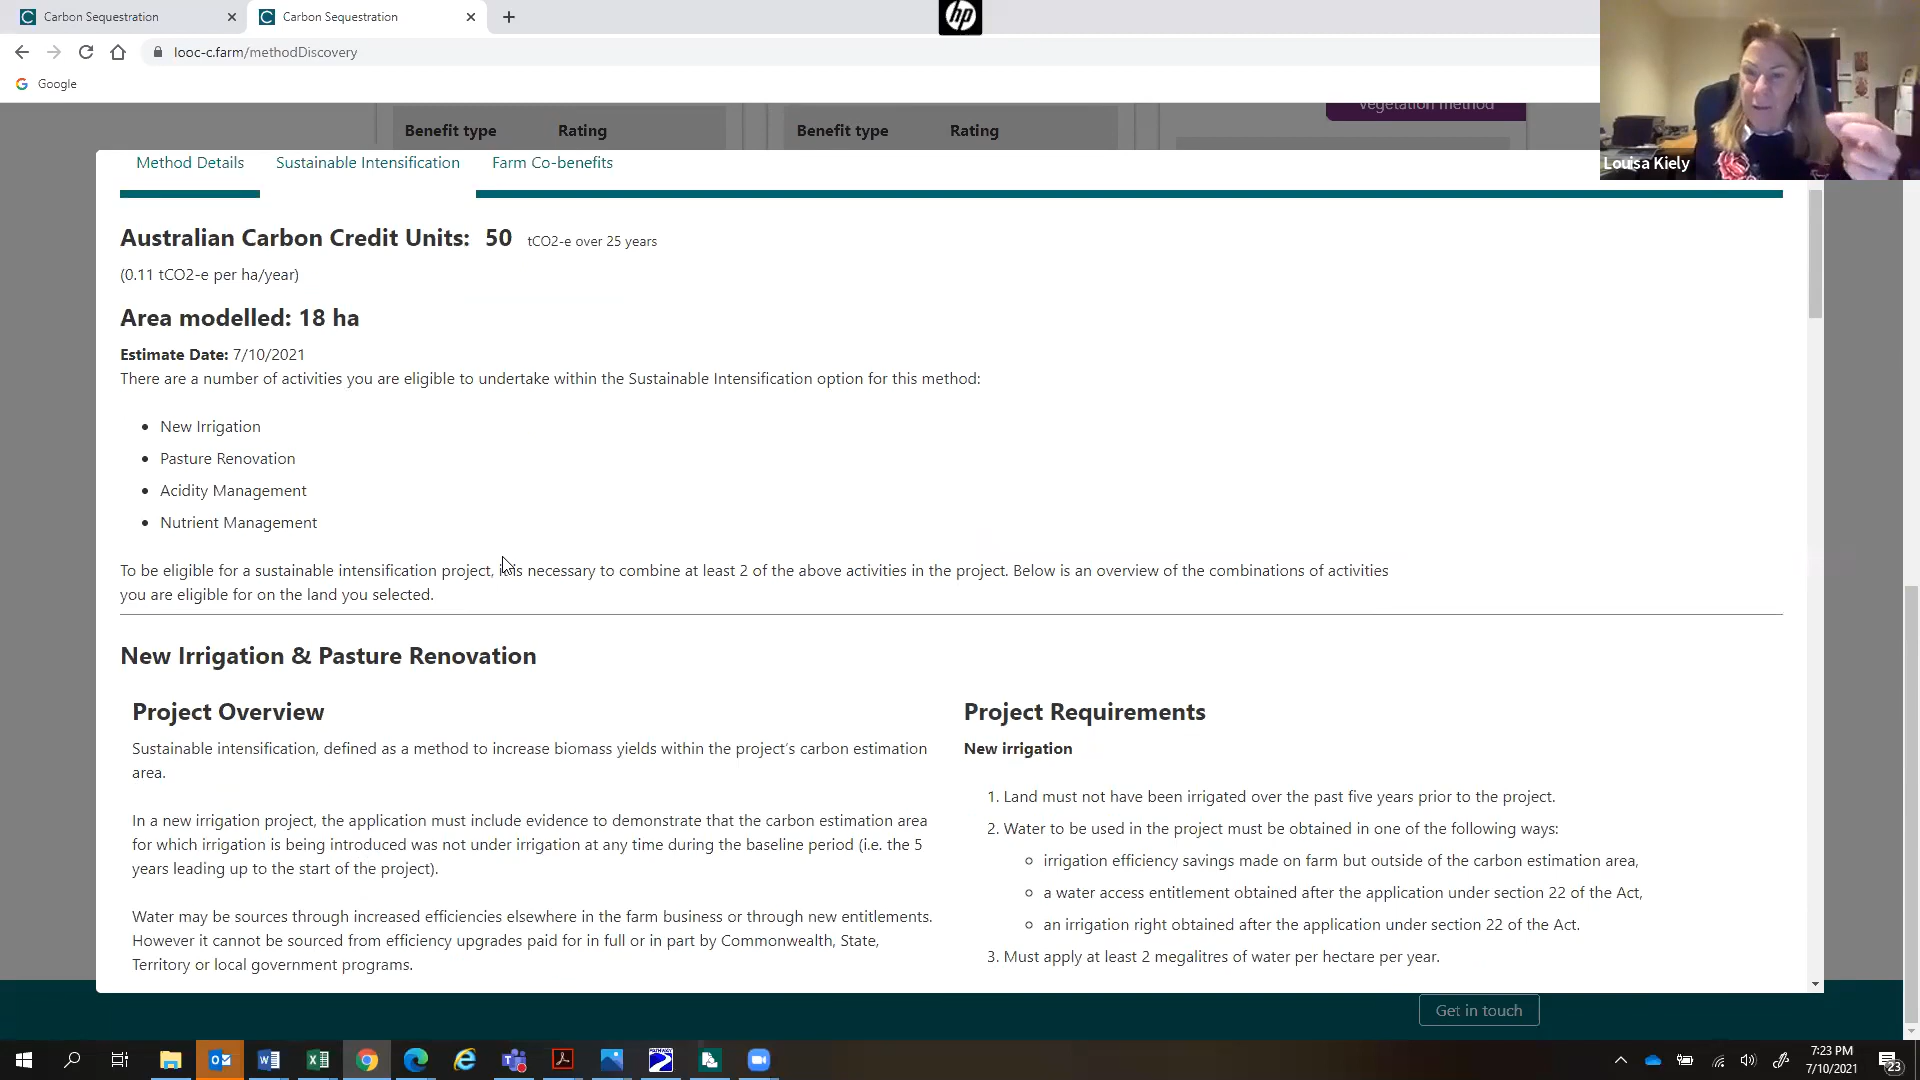 Carbon Sequestration
Carbon Sequestration
hp
looc-c.farm/methodDiscovery
Google
Benefit type Rating
Benefit type Rating
vegetation method
Louisa Kiely
Method Details Sustainable Intensification Farm Co-benefits
Australian Carbon Credit Units: 50 tCO2-e over 25 years
(0.11 tCO2-e per ha/year)
Area modelled: 18 ha
Estimate Date: 7/10/2021
There are a number of activities you are eligible to undertake within the Sustainable Intensification option for this method:
• New Irrigation
• Pasture Renovation
• Acidity Management
• Nutrient Management
To be eligible for a sustainable intensification project, it is necessary to combine at least 2 of the above activities in the project. Below is an overview of the combinations of activities
you are eligible for on the land you selected.
New Irrigation & Pasture Renovation
Project Overview
Sustainable intensification, defined as a method to increase biomass yields within the project's carbon estimation
area.
In a new irrigation project, the application must include evidence to demonstrate that the carbon estimation area
for which irrigation is being introduced was not under irrigation at any time during the baseline period (i.e. the 5
years leading up to the start of the project).
Water may be sources through increased efficiencies elsewhere in the farm business or through new entitlements.
However it cannot be sourced from efficiency upgrades paid for in full or in part by Commonwealth, State,
Territory or local government programs.
Project Requirements
New irrigation
1. Land must not have been irrigated over the past five years prior to the project.
2. Water to be used in the project must be obtained in one of the following ways:
irrigation efficiency savings made on farm but outside of the carbon estimation area,
a water access entitlement obtained after the application under section 22 of the Act,
an irrigation right obtained after the application under section 22 of the Act.
3. Must apply at least 2 megalitres of water per hectare per year.
Get in touch
7:23 PM
7/10/2021
23